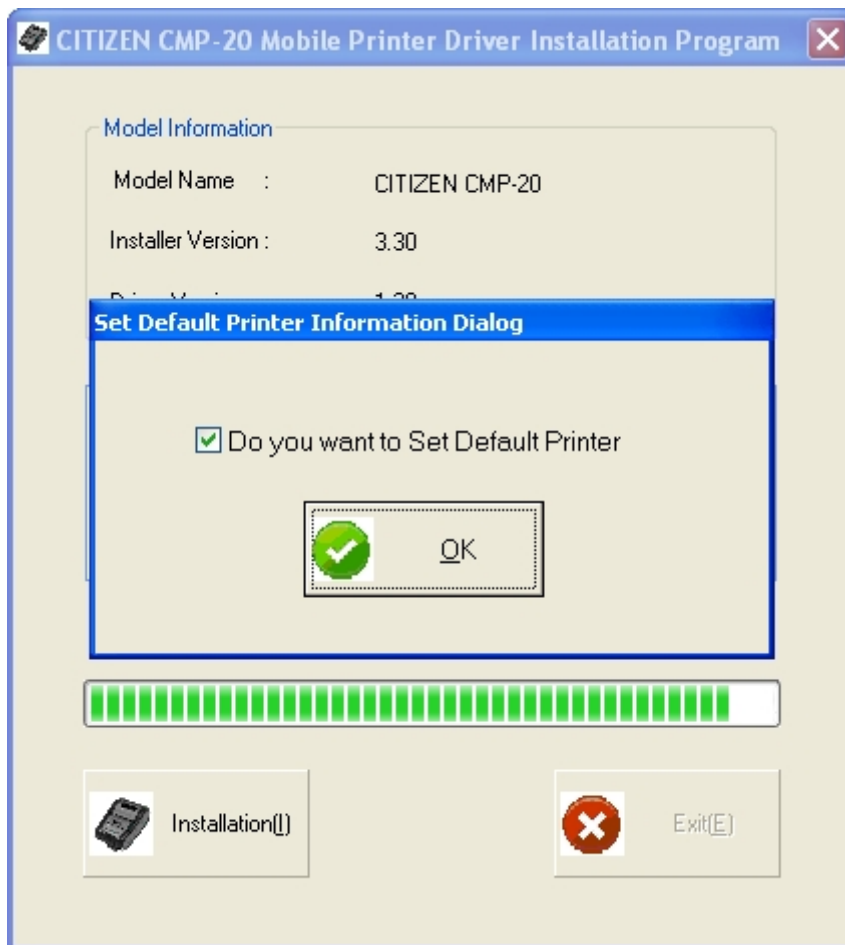 CITIZEN CMP-20 Mobile Printer Driver Installation Program
Model Information
Model Name : CITIZEN CMP-20
Installer Version : 3.30
Set Default Printer Information Dialog
Do you want to Set Default Printer
OK
Installation(I)
Exit(E)